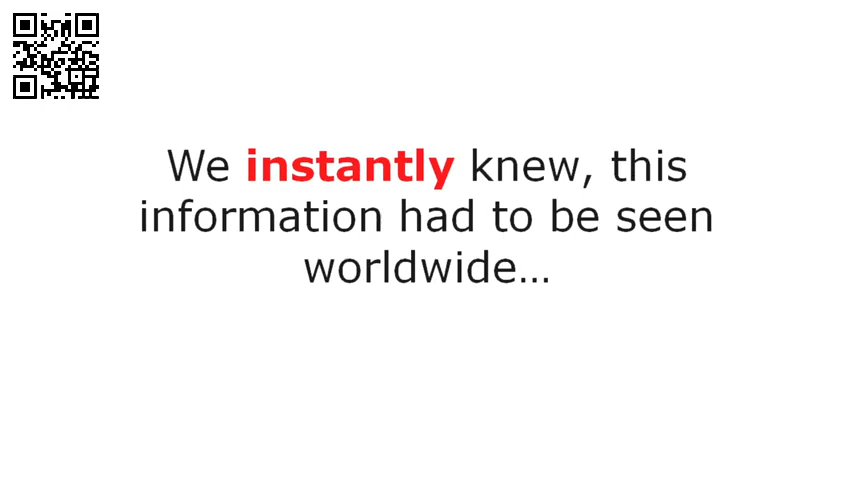 We instantly knew, this
information had to be seen
worldwide…